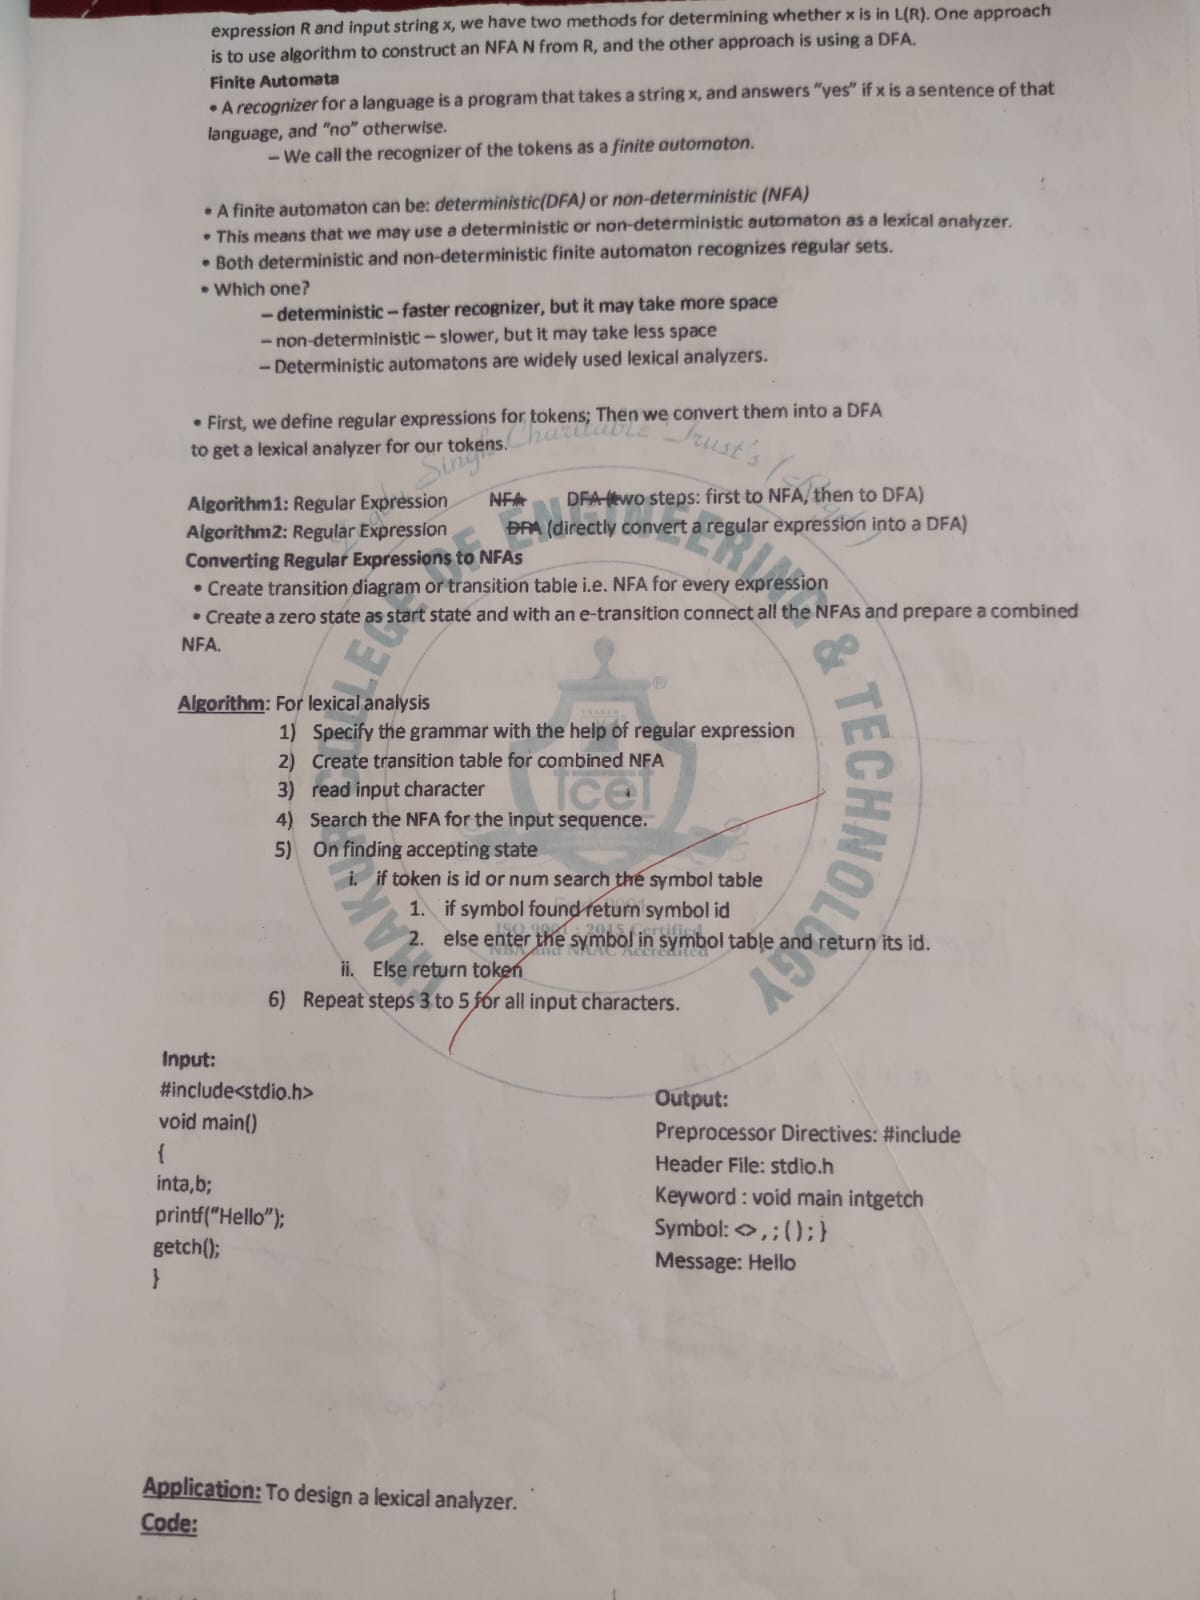 expression R and input string x, we have two methods for determining whether x is in L(R). One approach
is to use algorithm to construct an NFA N from R, and the other approach is using a DFA.
Finite Automata
• A recognizer for a language is a program that takes a string x, and answers “yes” if x is a sentence of that
language, and “no” otherwise.
– We call the recognizer of the tokens as a finite automaton.
• A finite automaton can be: deterministic(DFA) or non-deterministic (NFA)
• This means that we may use a deterministic or non-deterministic automaton as a lexical analyzer.
• Both deterministic and non-deterministic finite automaton recognizes regular sets.
• Which one?
– deterministic – faster recognizer, but it may take more space
– non-deterministic – slower, but it may take less space
– Deterministic automatons are widely used lexical analyzers.
• First, we define regular expressions for tokens; Then we convert them into a DFA
to get a lexical analyzer for our tokens.
Singh Charitable Trust's
Algorithm1: Regular Expression NFA DFA (two steps: first to NFA, then to DFA)
Algorithm2: Regular Expression DFA (directly convert a regular expression into a DFA)
Converting Regular Expressions to NFAs
• Create transition diagram or transition table i.e. NFA for every expression
• Create a zero state as start state and with an e-transition connect all the NFAs and prepare a combined
NFA.
THAKUR COLLEGE OF ENGINEERING & TECHNOLOGY
®
tcet
Algorithm: For lexical analysis
1) Specify the grammar with the help of regular expression
2) Create transition table for combined NFA
3) read input character
4) Search the NFA for the input sequence.
5) On finding accepting state
i. if token is id or num search the symbol table
1. if symbol found return symbol id
2. else enter the symbol in symbol table and return its id.
ISO 9001 : 2015 Certified
NBA and NAAC Accredited
ii. Else return token
6) Repeat steps 3 to 5 for all input characters.
Input:
#include<stdio.h>
void main()
{
inta,b;
printf(“Hello”);
getch();
}
Output:
Preprocessor Directives: #include
Header File: stdio.h
Keyword : void main intgetch
Symbol: <> , ; ( ) ; }
Message: Hello
Application: To design a lexical analyzer.
Code: